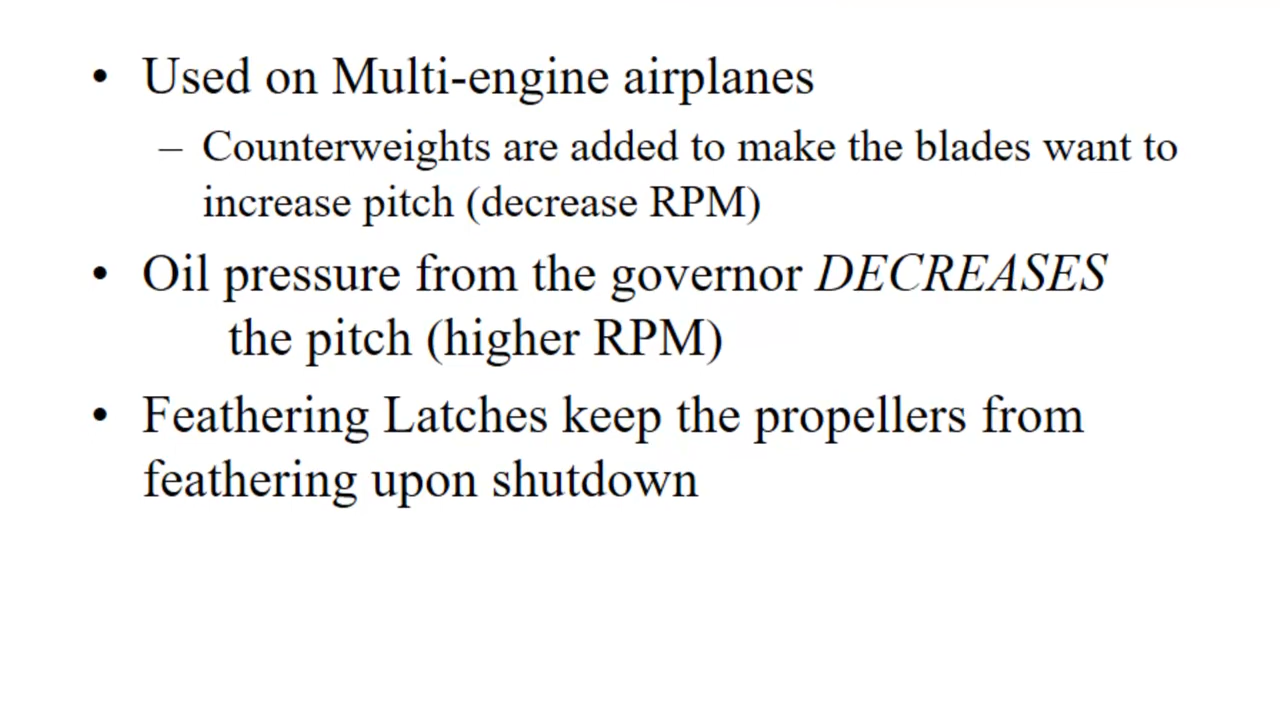 • Used on Multi-engine airplanes
– Counterweights are added to make the blades want to
increase pitch (decrease RPM)
• Oil pressure from the governor DECREASES
the pitch (higher RPM)
• Feathering Latches keep the propellers from
feathering upon shutdown